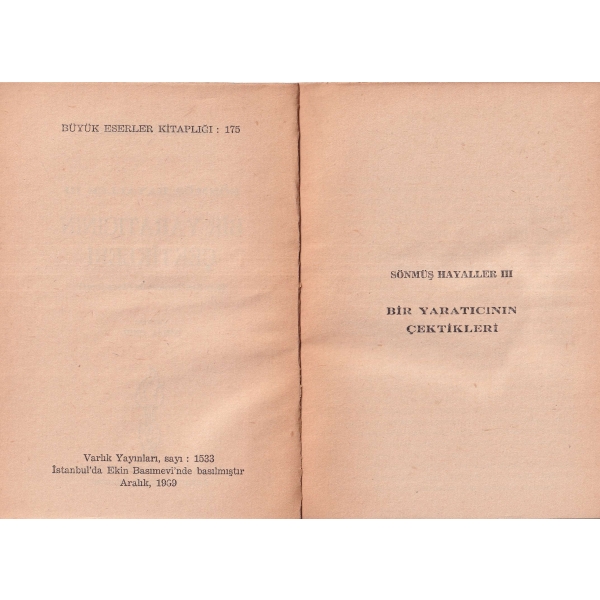 BÜYÜK ESERLER KİTAPLIĞI : 175
Varlık Yayınları, sayı : 1533
İstanbul'da Ekin Basımevi'nde basılmıştır
Aralık, 1969
SÖNMÜŞ HAYALLER III
BİR YARATICININ
ÇEKTİKLERİ